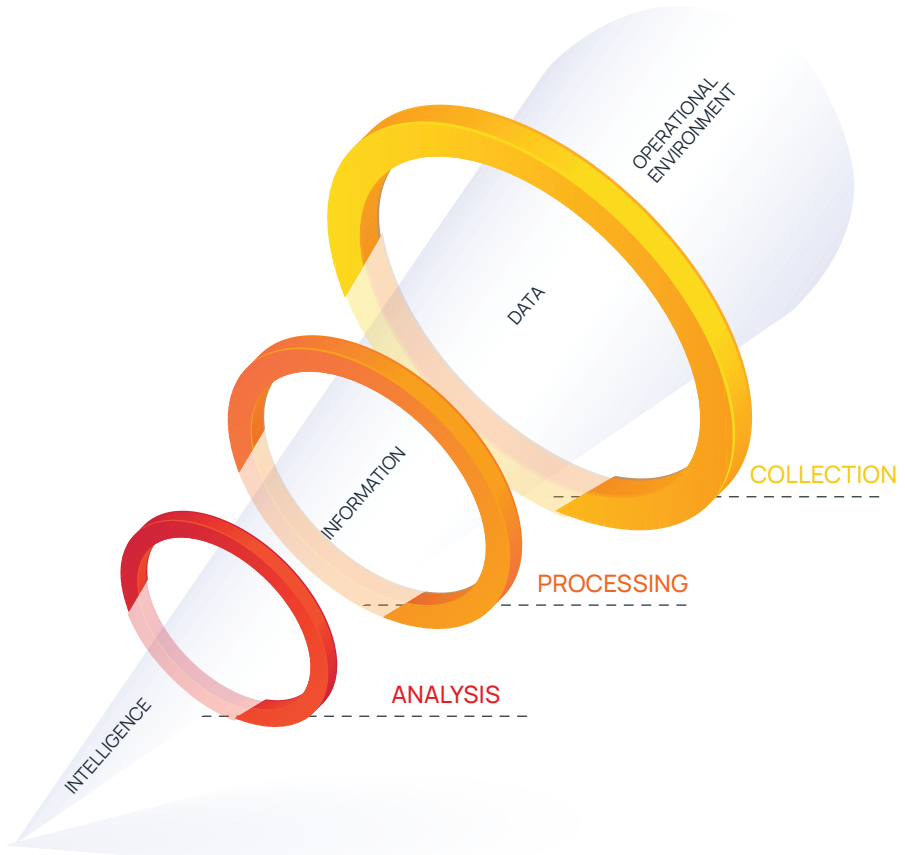 OPERATIONAL
ENVIRONMENT
DATA
COLLECTION
INFORMATION
PROCESSING
ANALYSIS
INTELLIGENCE